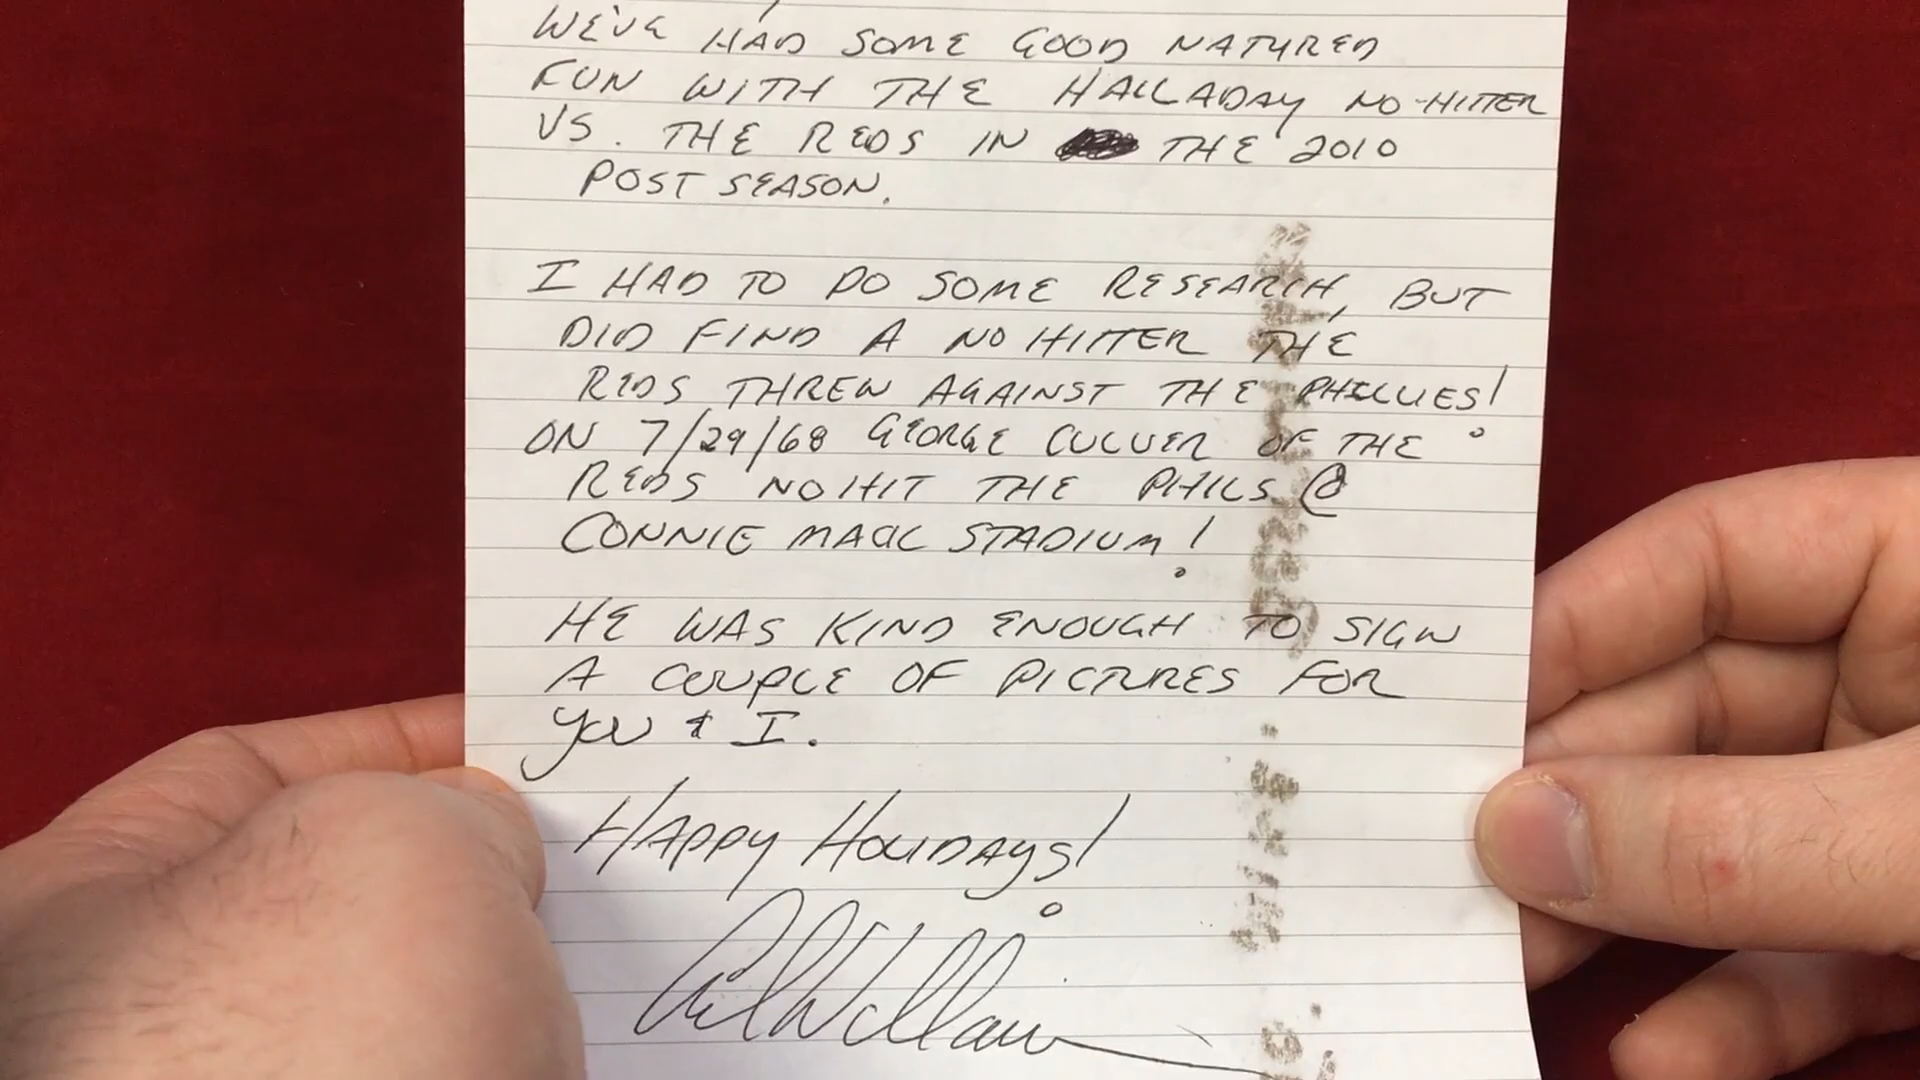 WE'VE HAD SOME GOOD NATURED
FUN WITH THE HALLADAY NO-HITTER
VS. THE REDS IN THE 2010
POST SEASON.
I HAD TO DO SOME RESEARCH, BUT
DID FIND A NO HITTER THE
REDS THREW AGAINST THE PHILLIES!
ON 7/29/68 GEORGE CULVER OF THE
REDS NO HIT THE PHILS @
CONNIE MACK STADIUM!
HE WAS KIND ENOUGH TO SIGN
A COUPLE OF PICTURES FOR
YOU & I.
HAPPY HOLIDAYS!